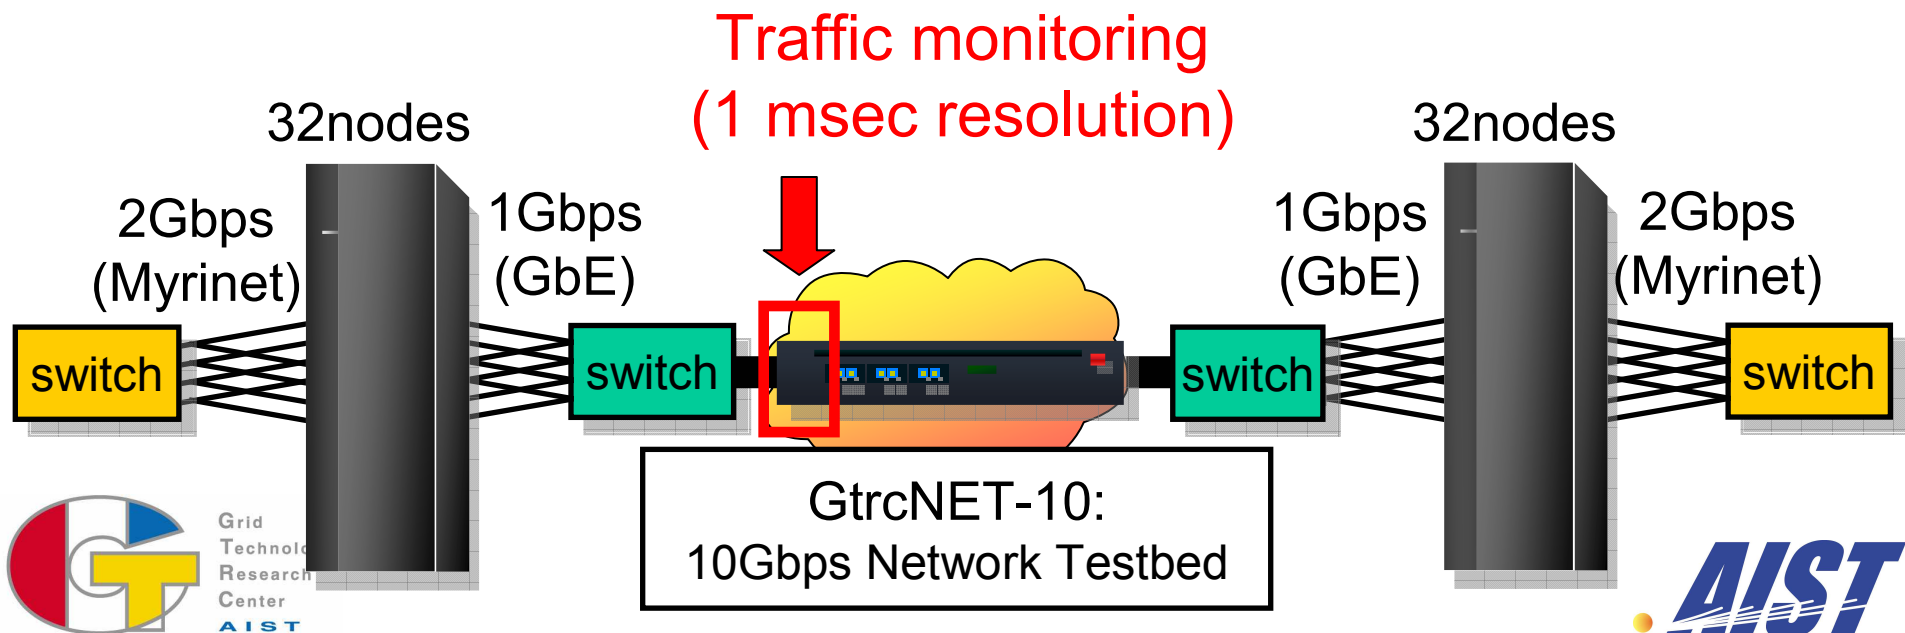 Traffic monitoring
(1 msec resolution)
32nodes
32nodes
2Gbps
(Myrinet)
1Gbps
(GbE)
1Gbps
(GbE)
2Gbps
(Myrinet)
switch
switch
switch
switch
GtrcNET-10:
10Gbps Network Testbed
Grid
Technolo
Research
Center
AIST
AIST